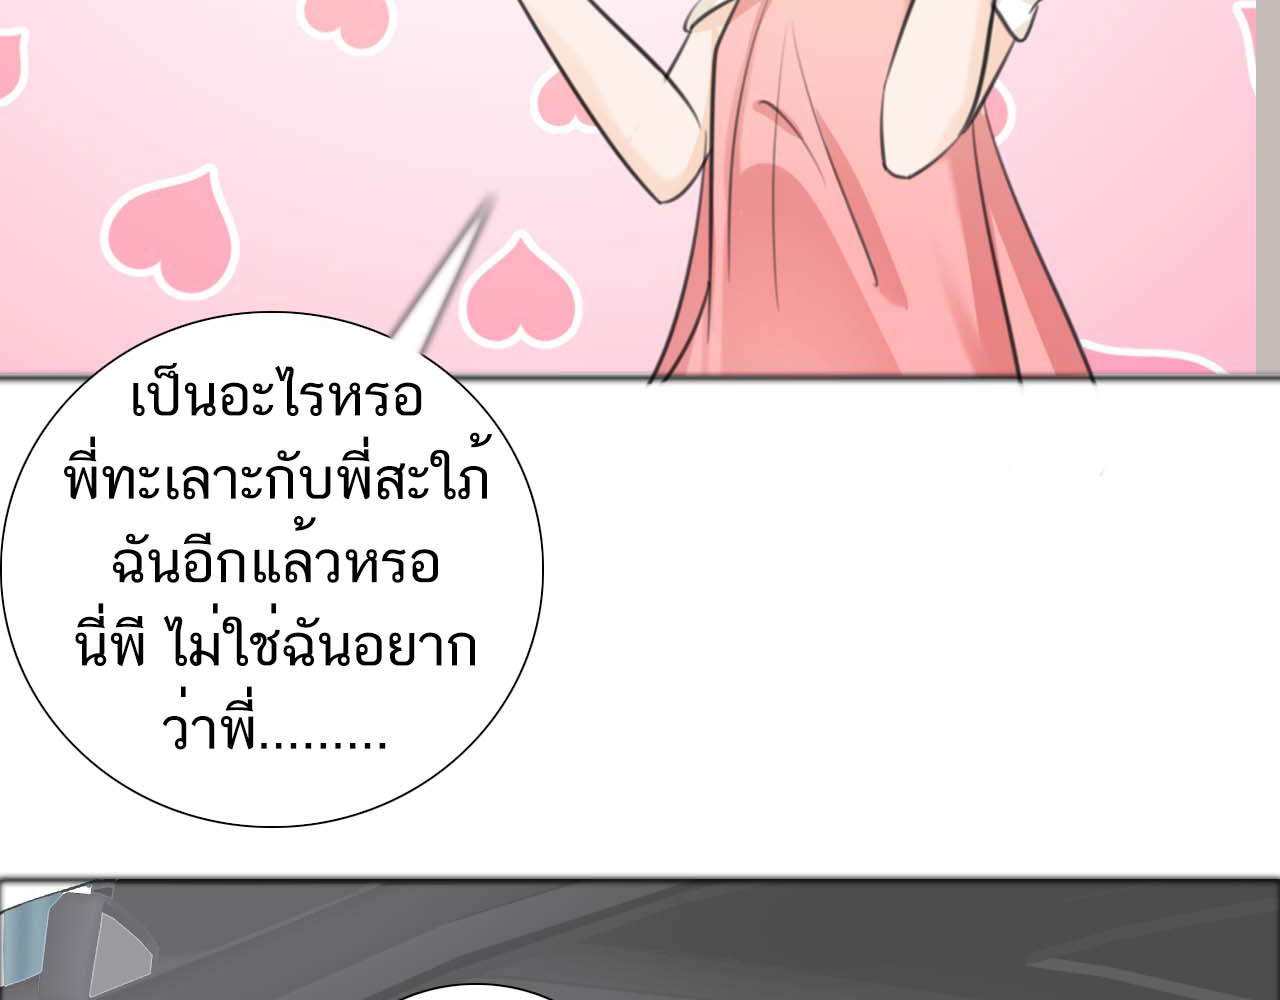 เป็นอะไรหรอ
พี่ทะเลาะกับพี่สะใภ้
ฉันอีกแล้วหรอ
นี่พี ไม่ใช่ฉันอยาก
ว่าพี่.........